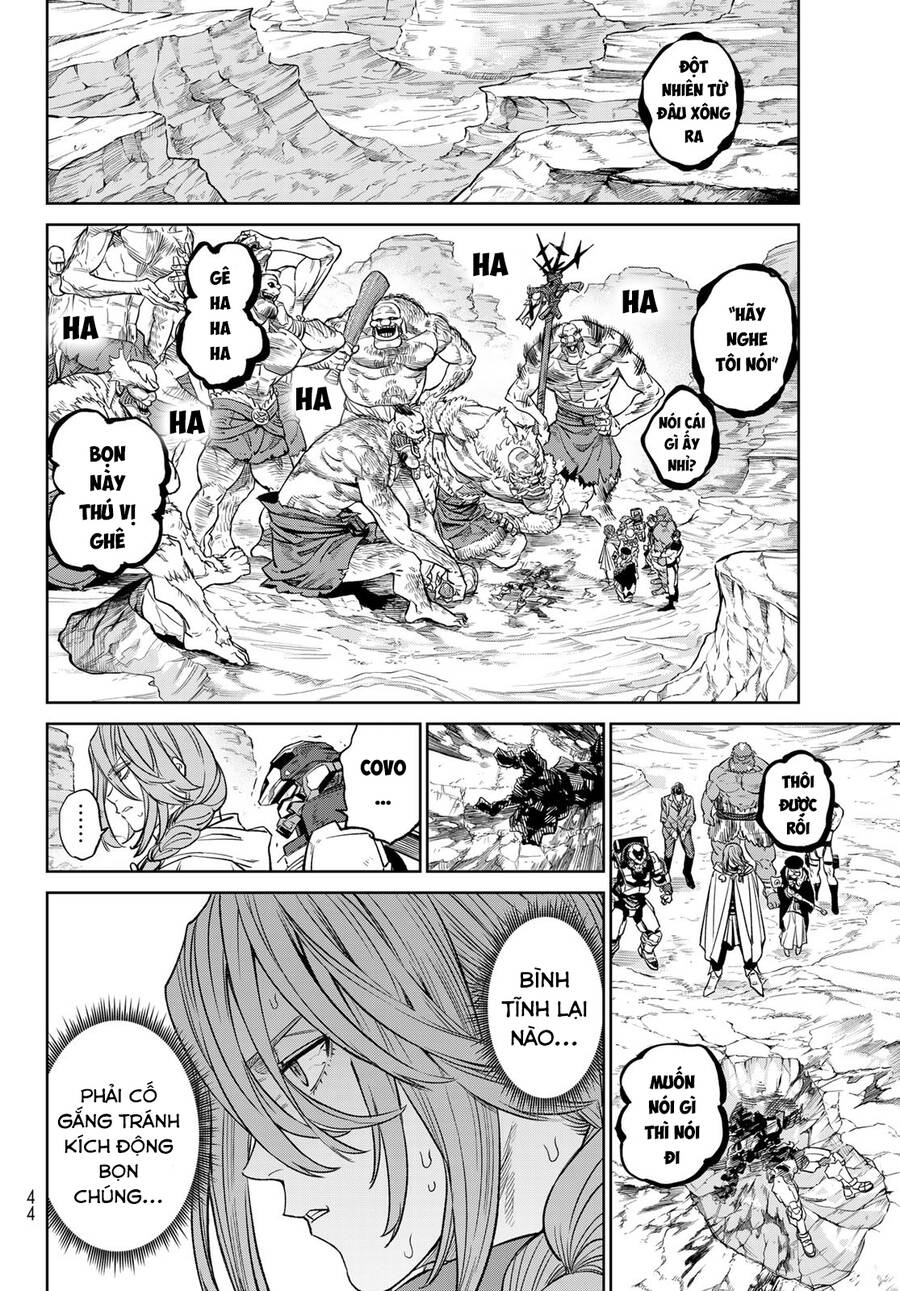 ĐỘT
NHIÊN TỪ
ĐÂU XÔNG
RA
"HÃY
NGHE
TÔI NÓI"
NÓI CÁI
GÌ ẤY
NHỈ?
HA
HA
HA
HA
HA
GÊ
HA HA
HA
BỌN
NÀY
THÚ VỊ
GHÊ
THÔI
ĐƯỢC
RỒI
MUỐN
NÓI GÌ
THÌ NÓI
ĐI
COVO
...
......
BÌNH
TĨNH LẠI
NÀO...
PHẢI CỐ
GẮNG TRÁNH
KÍCH ĐỘNG
BỌN
CHÚNG...
44